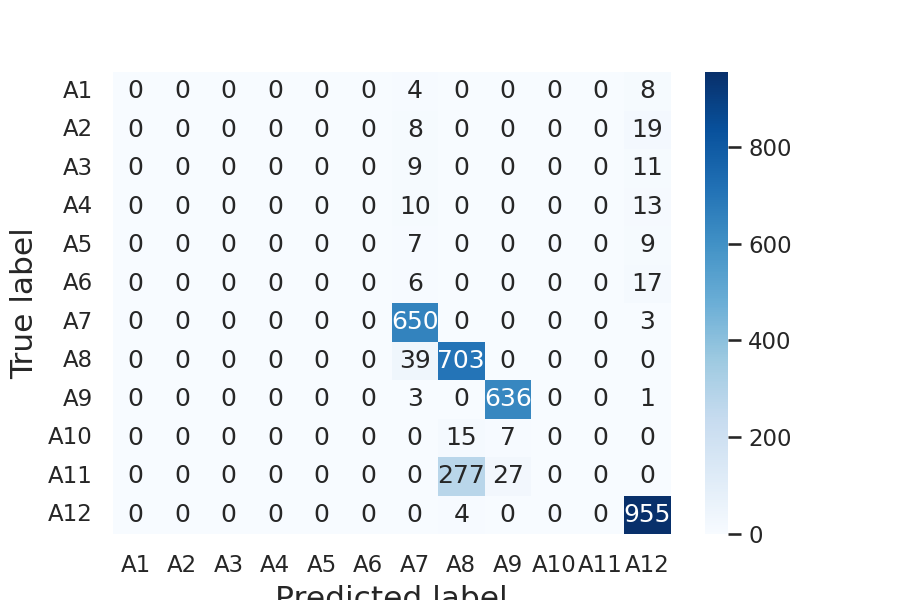 A1 0 0 0 0 0 0 4 0 0 0 0 8
A2 0 0 0 0 0 0 8 0 0 0 0 19
A3 0 0 0 0 0 0 9 0 0 0 0 11
A4 0 0 0 0 0 0 10 0 0 0 0 13
A5 0 0 0 0 0 0 7 0 0 0 0 9
A6 0 0 0 0 0 0 6 0 0 0 0 17
A7 0 0 0 0 0 0 650 0 0 0 0 3
A8 0 0 0 0 0 0 39 703 0 0 0 0
A9 0 0 0 0 0 0 3 0 636 0 0 1
A10 0 0 0 0 0 0 0 15 7 0 0 0
A11 0 0 0 0 0 0 0 277 27 0 0 0
A12 0 0 0 0 0 0 0 4 0 0 0 955
A1 A2 A3 A4 A5 A6 A7 A8 A9 A10 A11 A12
Predicted label
True label
800
600
400
200
0